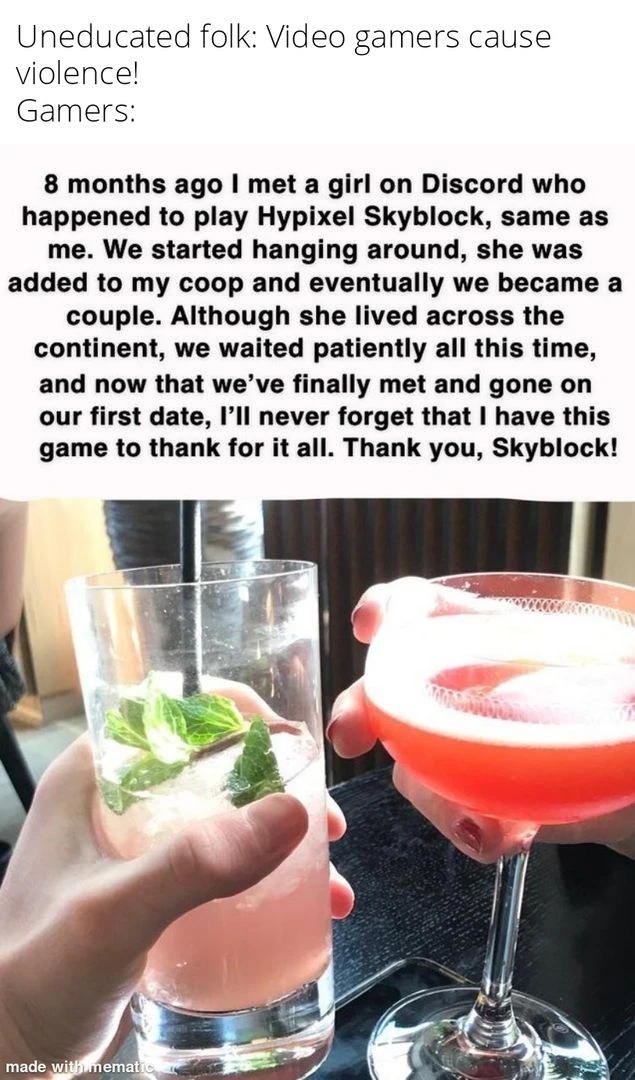 Uneducated folk: Video gamers cause
violence!
Gamers:
8 months ago I met a girl on Discord who
happened to play Hypixel Skyblock, same as
me. We started hanging around, she was
added to my coop and eventually we became a
couple. Although she lived across the
continent, we waited patiently all this time,
and now that we've finally met and gone on
our first date, I'll never forget that I have this
game to thank for it all. Thank you, Skyblock!
made with mematic